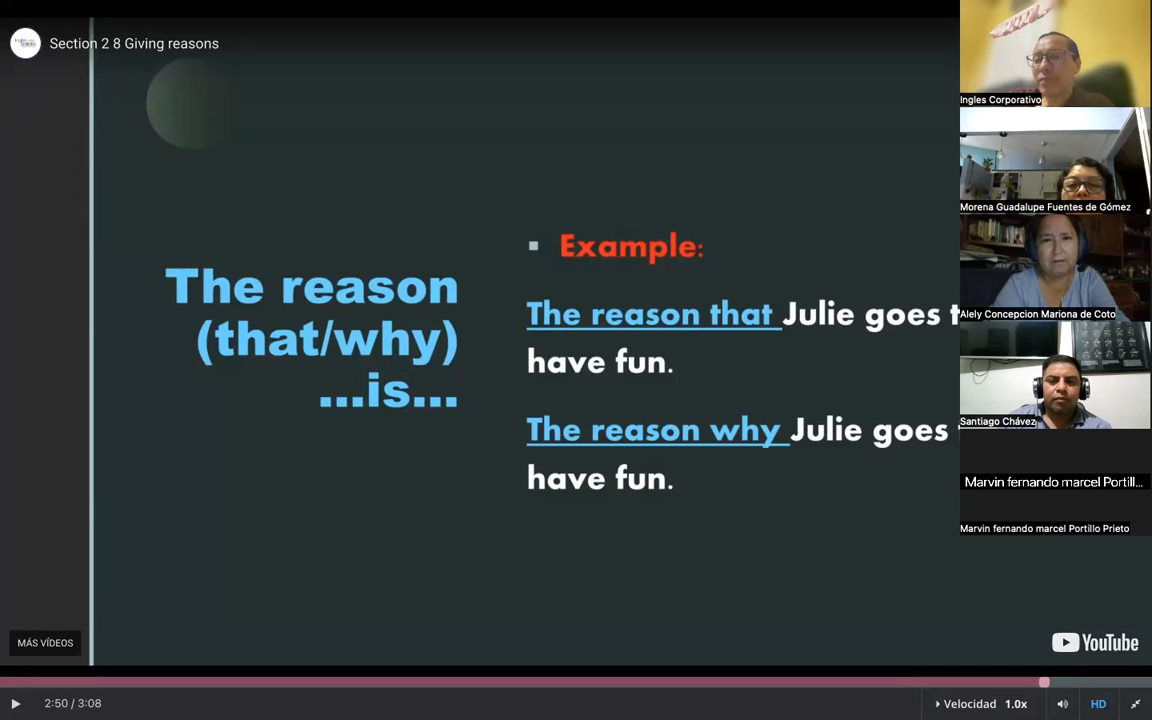 Section 2 8 Giving reasons
The reason
(that/why)
...is...
Example:
The reason that Julie goes
have fun.
The reason why Julie goes
have fun.
Ingles Corporativo
Morena Guadalupe Fuentes de Gómez
Alely Concepcion Mariona de Coto
Santiago Chávez
Marvin fernando marcel Portill...
Marvin fernando marcel Portillo Prieto
MÁS VÍDEOS
YouTube
2:50 / 3:08
Velocidad 1.0x
HD